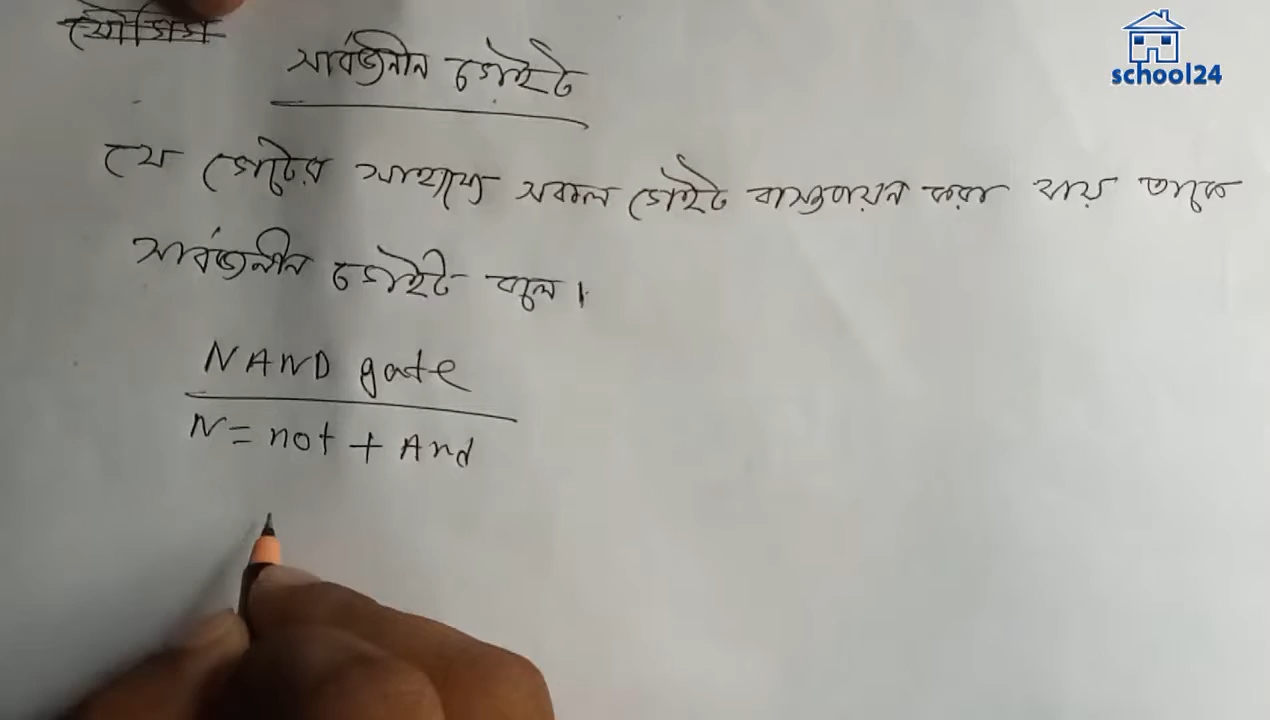 school24
সার্বজনীন গেইট
যে গেটের সাহায্যে সকল গেইট বাস্তবায়ন করা যায় তাকে
সার্বজনীন গেইট বলে।
NAND gate
N = not + And